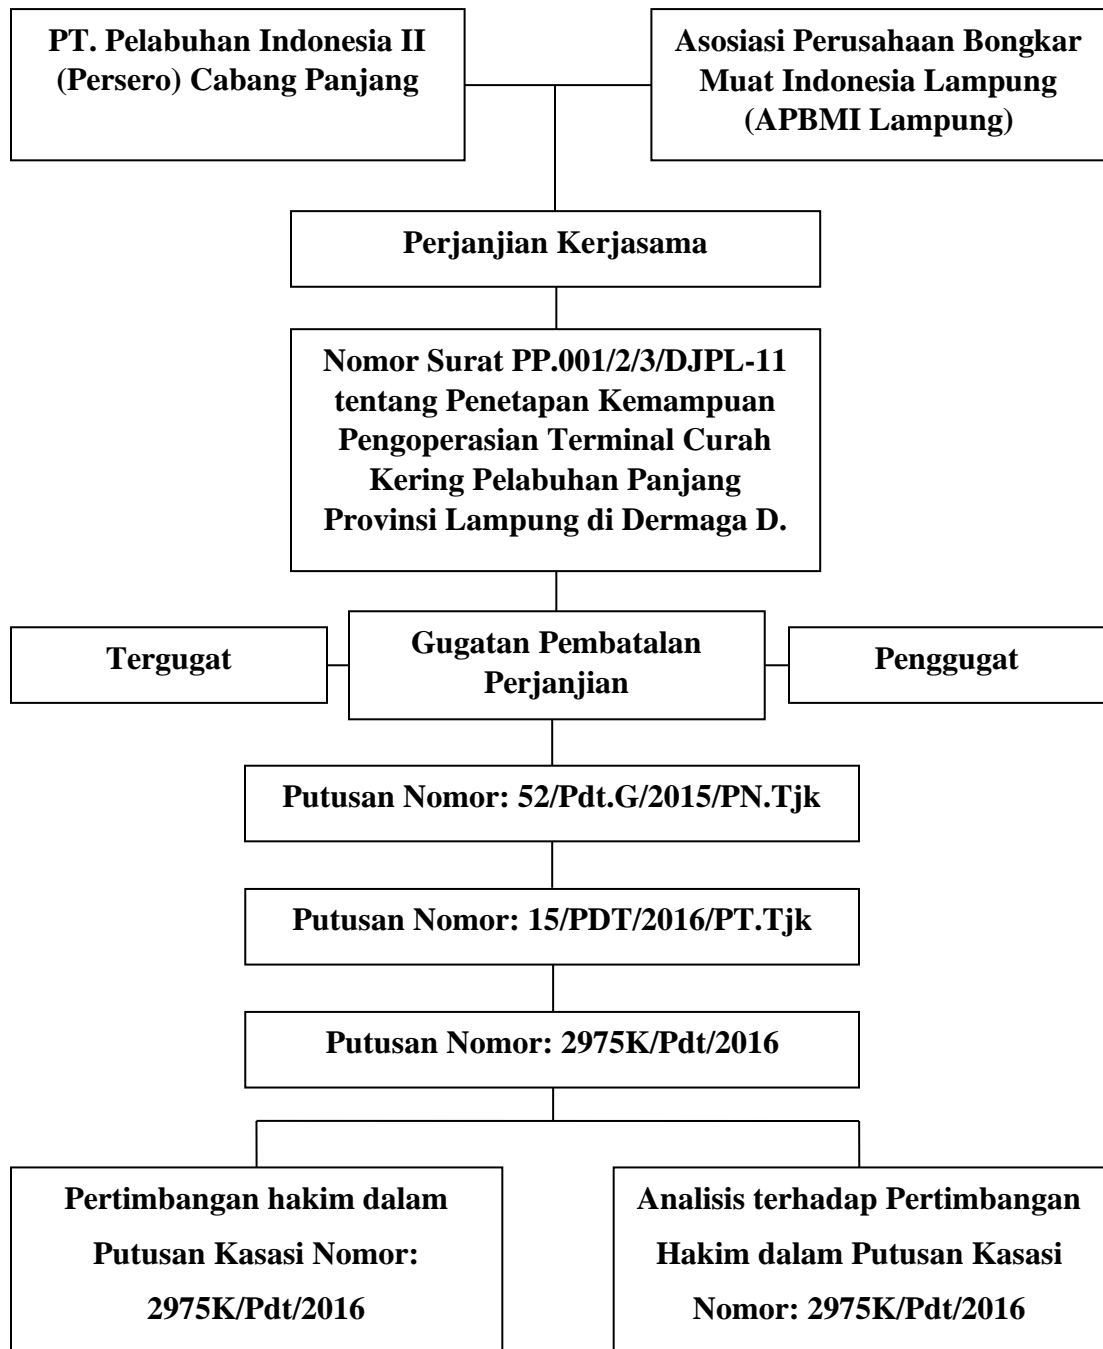 PT. Pelabuhan Indonesia II
(Persero) Cabang Panjang
Asosiasi Perusahaan Bongkar
Muat Indonesia Lampung
(APBMI Lampung)
Perjanjian Kerjasama
Nomor Surat PP.001/2/3/DJPL-11
tentang Penetapan Kemampuan
Pengoperasian Terminal Curah
Kering Pelabuhan Panjang
Provinsi Lampung di Dermaga D.
Tergugat
Gugatan Pembatalan
Perjanjian
Penggugat
Putusan Nomor: 52/Pdt.G/2015/PN.Tjk
Putusan Nomor: 15/PDT/2016/PT.Tjk
Putusan Nomor: 2975K/Pdt/2016
Pertimbangan hakim dalam
Putusan Kasasi Nomor:
2975K/Pdt/2016
Analisis terhadap Pertimbangan
Hakim dalam Putusan Kasasi
Nomor: 2975K/Pdt/2016